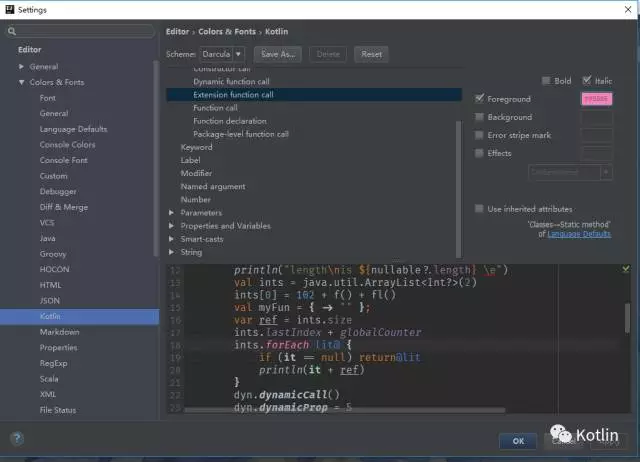 Settings
Editor › Colors & Fonts › Kotlin
Scheme: Darcula Save As... Delete Reset
Editor
General
Colors & Fonts
Font
General
Language Defaults
Console Colors
Console Font
Custom
Debugger
Diff & Merge
VCS
Java
Groovy
HOCON
HTML
JSON
Kotlin
Markdown
Properties
RegExp
Scala
XML
File Status
Constructor call
Dynamic function call
Extension function call
Function call
Function declaration
Package-level function call
Keyword
Label
Modifier
Named argument
Number
Parameters
Properties and Variables
Smart-casts
String
Bold Italic
Foreground
Background
Error stripe mark
Effects
Use inherited attributes
'Classes→Static method'
of Language Defaults
12 println("length\nis ${nullable?.length} \e")
13 val ints = java.util.ArrayList<Int?>(2)
14 ints[0] = 102 + f() + fl()
15 val myFun = { → "" };
16 var ref = ints.size
17 ints.lastIndex + globalCounter
18 ints.forEach lit@ {
19 if (it == null) return@lit
20 println(it + ref)
21 }
22 dyn.dynamicCall()
23 dyn.dynamicProp = 5
? OK
Kotlin